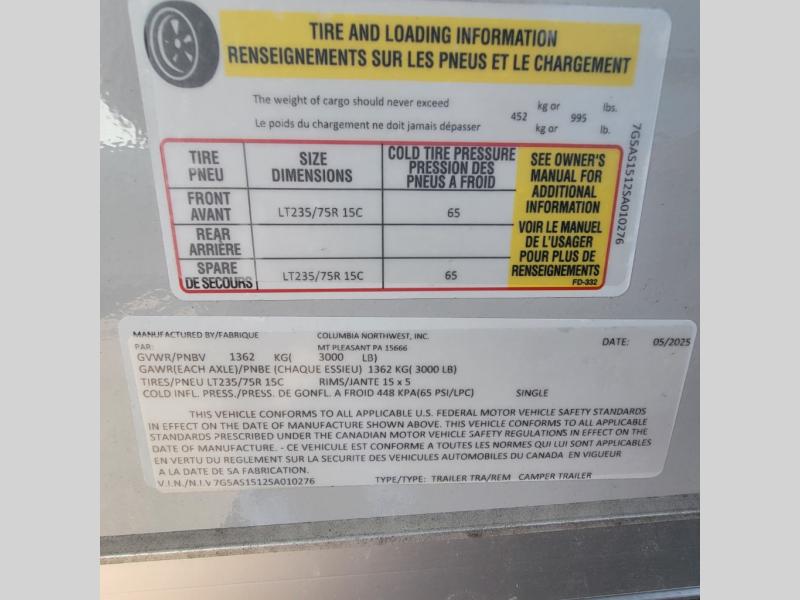 TIRE AND LOADING INFORMATION
RENSEIGNEMENTS SUR LES PNEUS ET LE CHARGEMENT
The weight of cargo should never exceed kg or lbs.
452 995
Le poids du chargement ne doit jamais dépasser kg or lb.
7G5AS1512SA010276
TIRE
PNEU
SIZE
DIMENSIONS
COLD TIRE PRESSURE
PRESSION DES
PNEUS A FROID
SEE OWNER'S
MANUAL FOR
ADDITIONAL
INFORMATION
VOIR LE MANUEL
DE L'USAGER
POUR PLUS DE
RENSEIGNEMENTS
FD-332
FRONT
AVANT
LT235/75R 15C
65
REAR
ARRIÈRE
SPARE
DE SECOURS
LT235/75R 15C
65
MANUFACTURED BY/FABRIQUE COLUMBIA NORTHWEST, INC. DATE: 05/2025
PAR: MT PLEASANT PA 15666
GVWR/PNBV 1362 KG( 3000 LB)
GAWR(EACH AXLE)/PNBE (CHAQUE ESSIEU) 1362 KG( 3000 LB)
TIRES/PNEU LT235/75R 15C RIMS/JANTE 15 x 5
COLD INFL. PRESS./PRESS- DE GONFL. A FROID 448 KPA(65 PSI/LPC) SINGLE
THIS VEHICLE CONFORMS TO ALL APPLICABLE U.S. FEDERAL MOTOR VEHICLE SAFETY STANDARDS
IN EFFECT ON THE DATE OF MANUFACTURE SHOWN ABOVE. THIS VEHICLE CONFORMS TO ALL APPLICABLE
STANDARDS PRESCRIBED UNDER THE CANADIAN MOTOR VEHICLE SAFETY REGULATIONS IN EFFECT ON THE
DATE OF MANUFACTURE. - CE VEHICULE EST CONFORME A TOUTES LES NORMES QUI LUI SONT APPLICABLES
EN VERTU DU REGLEMENT SUR LA SECURITE DES VEHICULES AUTOMOBILES DU CANADA EN VIGUEUR
A LA DATE DE SA FABRICATION.
V.I.N./N.I.V 7G5AS1512SA010276 TYPE/TYPE: TRAILER TRA/REM CAMPER TRAILER